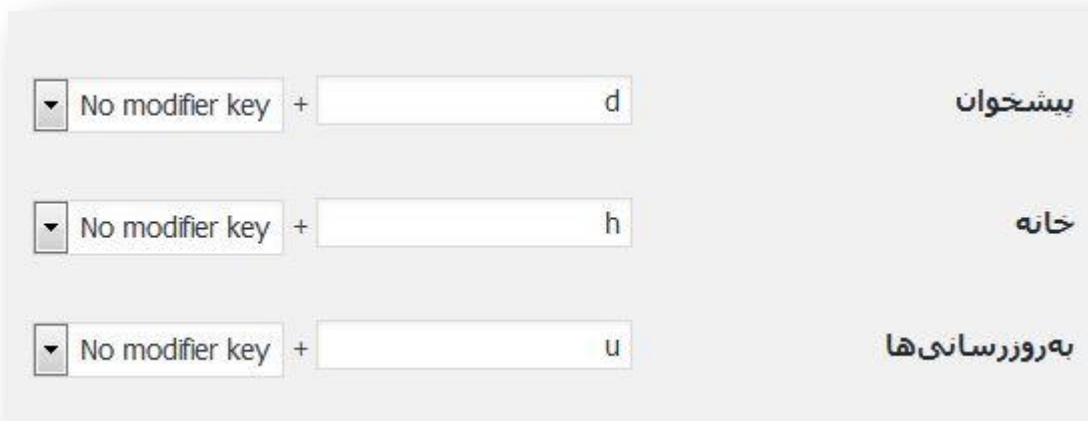 پیشخوان d + No modifier key
خانه h + No modifier key
به‌روزرسانی‌ها u + No modifier key